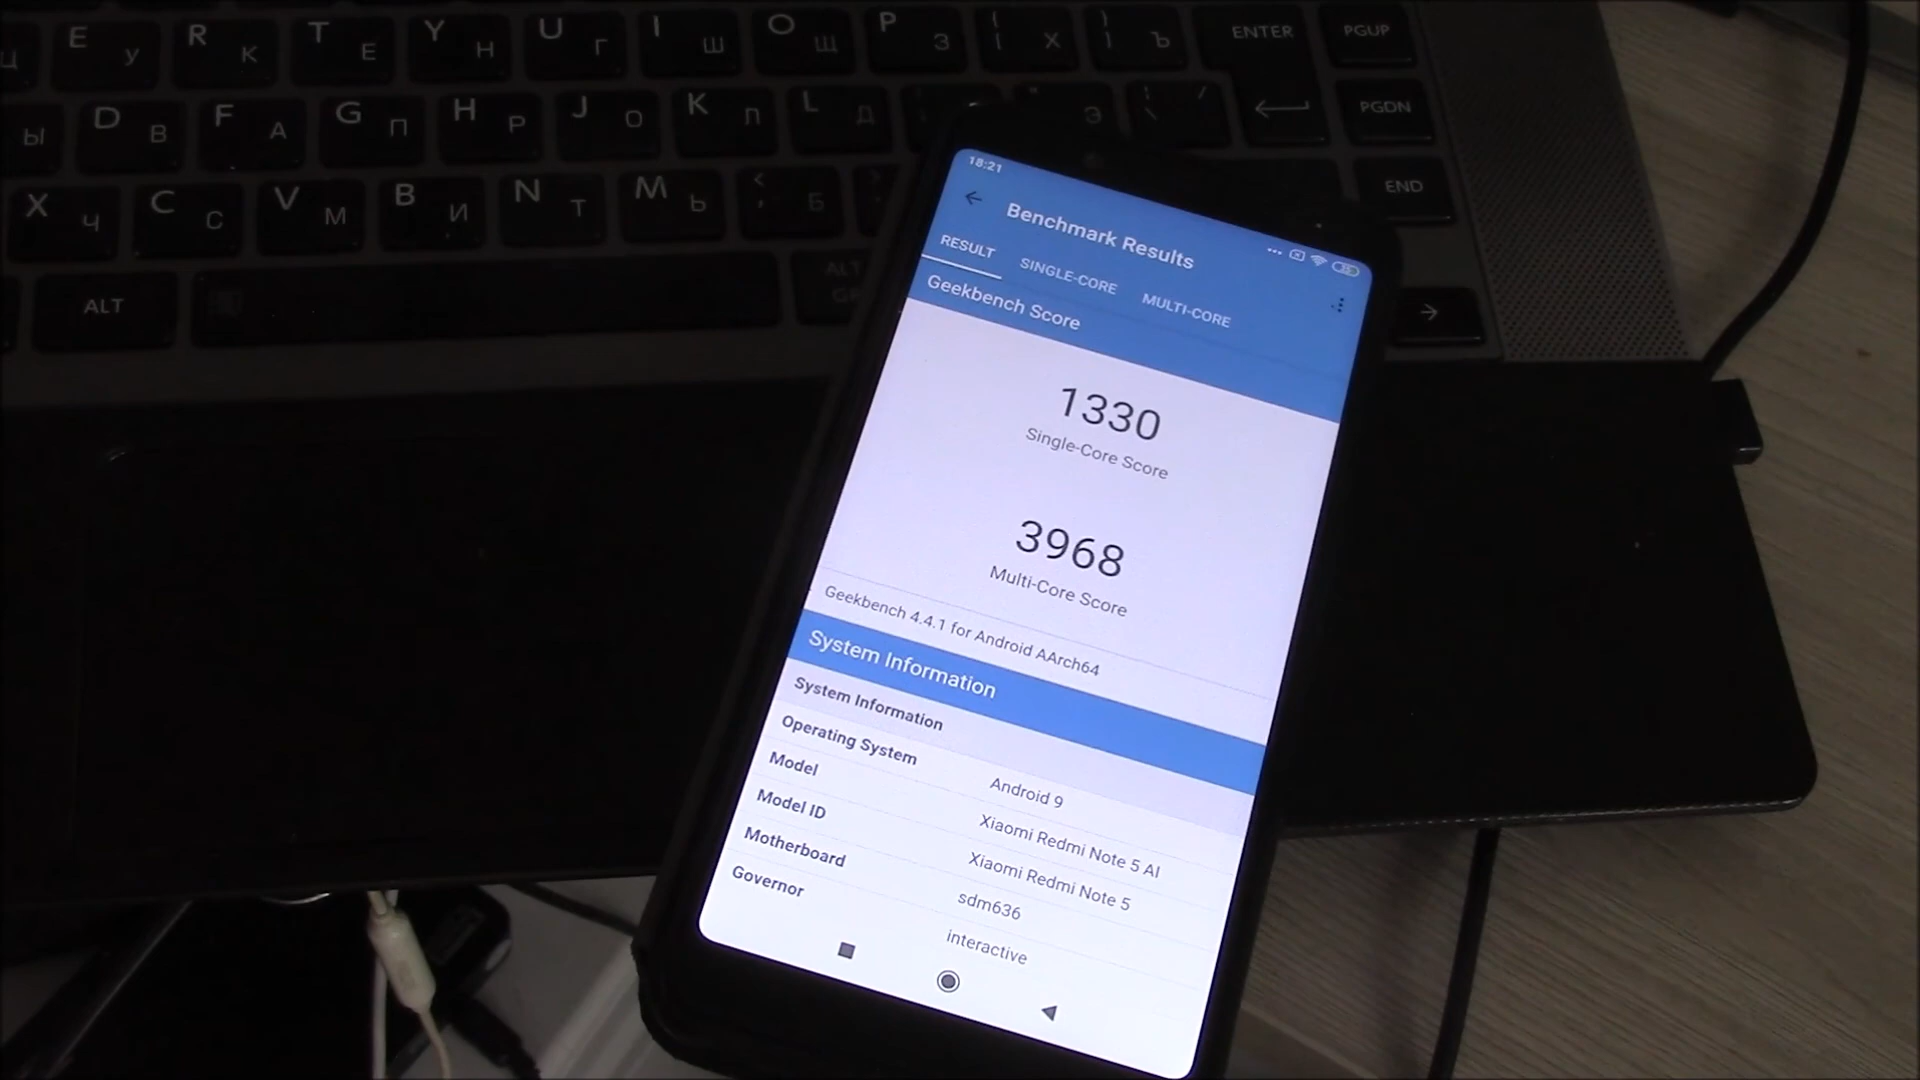 E У R К T Е Y Н U Г I Ш O Щ P З { [ Х } ] Ъ ENTER PGUP
Ы D В F А G П H Р J О K Л L Д Э \ / PGDN
X Ч C С V М B И N Т M Ь < , Б END
ALT ALT GR →
18:21
← Benchmark Results
RESULT SINGLE-CORE MULTI-CORE
Geekbench Score
1330
Single-Core Score
3968
Multi-Core Score
Geekbench 4.4.1 for Android AArch64
System Information
System Information
Operating System Android 9
Model Xiaomi Redmi Note 5 AI
Model ID Xiaomi Redmi Note 5
Motherboard sdm636
Governor interactive